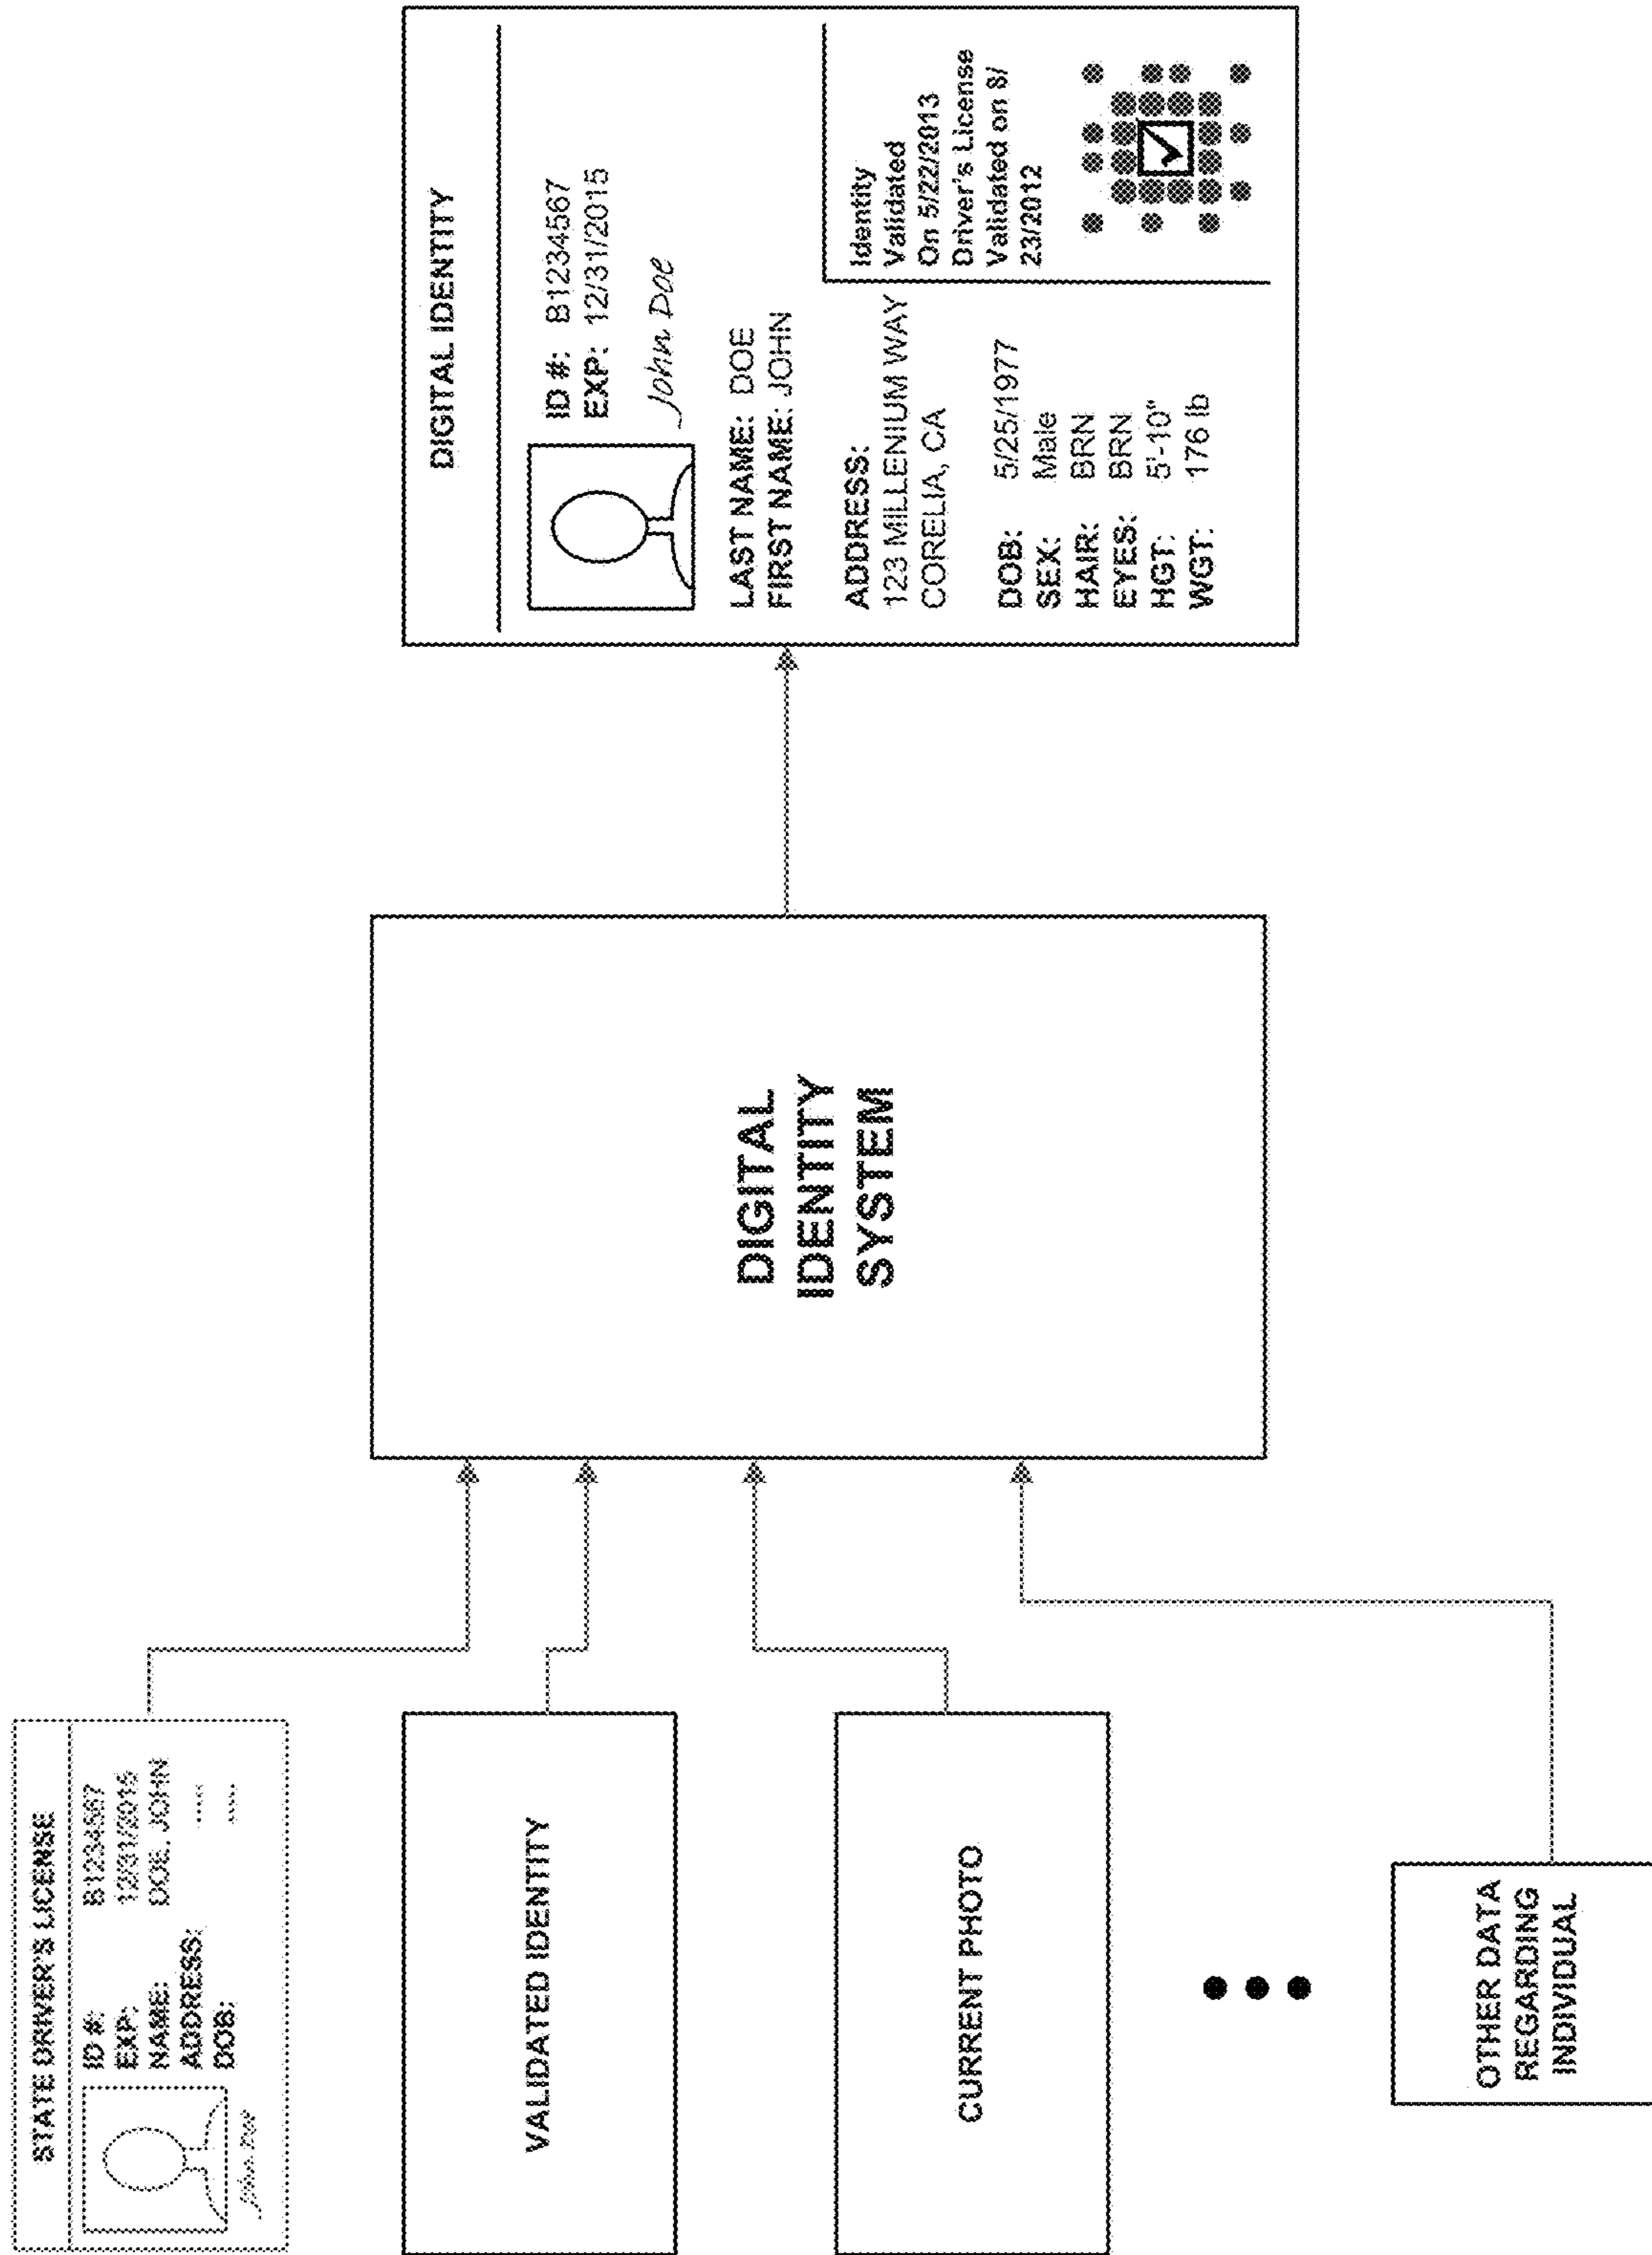 STATE DRIVER'S LICENSE
ID #: B1234567
EXP: 12/31/2015
NAME: DOE, JOHN
ADDRESS: .....
DOB: .....
John Doe
VALIDATED IDENTITY
CURRENT PHOTO
OTHER DATA
REGARDING
INDIVIDUAL
DIGITAL
IDENTITY
SYSTEM
DIGITAL IDENTITY
ID #: B1234567
EXP: 12/31/2015
John Doe
LAST NAME: DOE
FIRST NAME: JOHN
ADDRESS:
123 MILLENIUM WAY
CORELIA, CA
DOB: 5/25/1977
SEX: Male
HAIR: BRN
EYES: BRN
HGT: 5'-10"
WGT: 176 lb
Identity
Validated
On 5/22/2013
Driver's License
Validated on 8/
23/2012